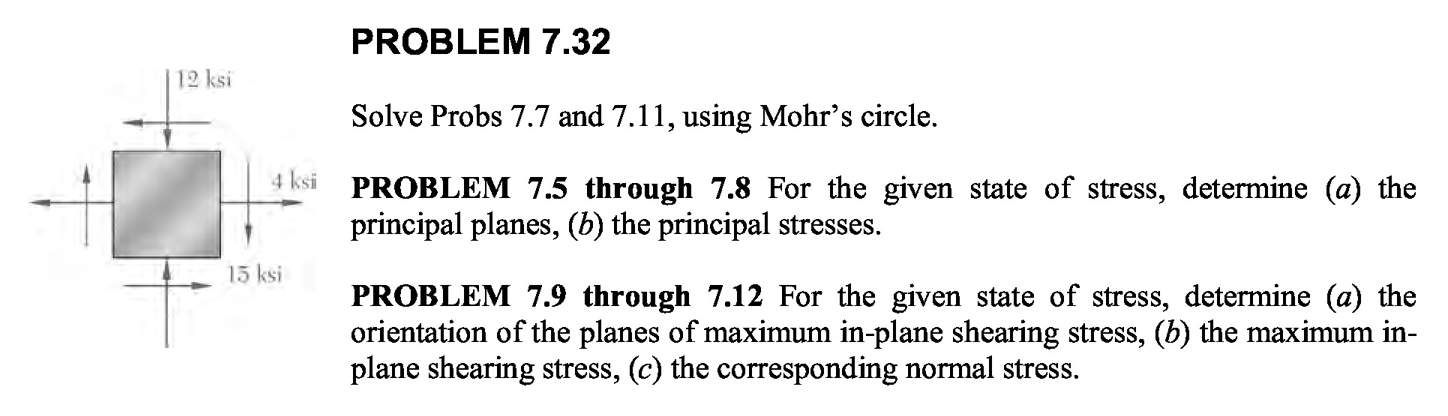 PROBLEM 7.32
12 ksi
Solve Probs 7.7 and 7.11, using Mohr's circle.
4 ksi
PROBLEM 7.5 through 7.8 For the given state of stress, determine (a) the
principal planes, (b) the principal stresses.
15 ksi
PROBLEM 7.9 through 7.12 For the given state of stress, determine (a) the
orientation of the planes of maximum in-plane shearing stress, (b) the maximum in-
plane shearing stress, (c) the corresponding normal stress.